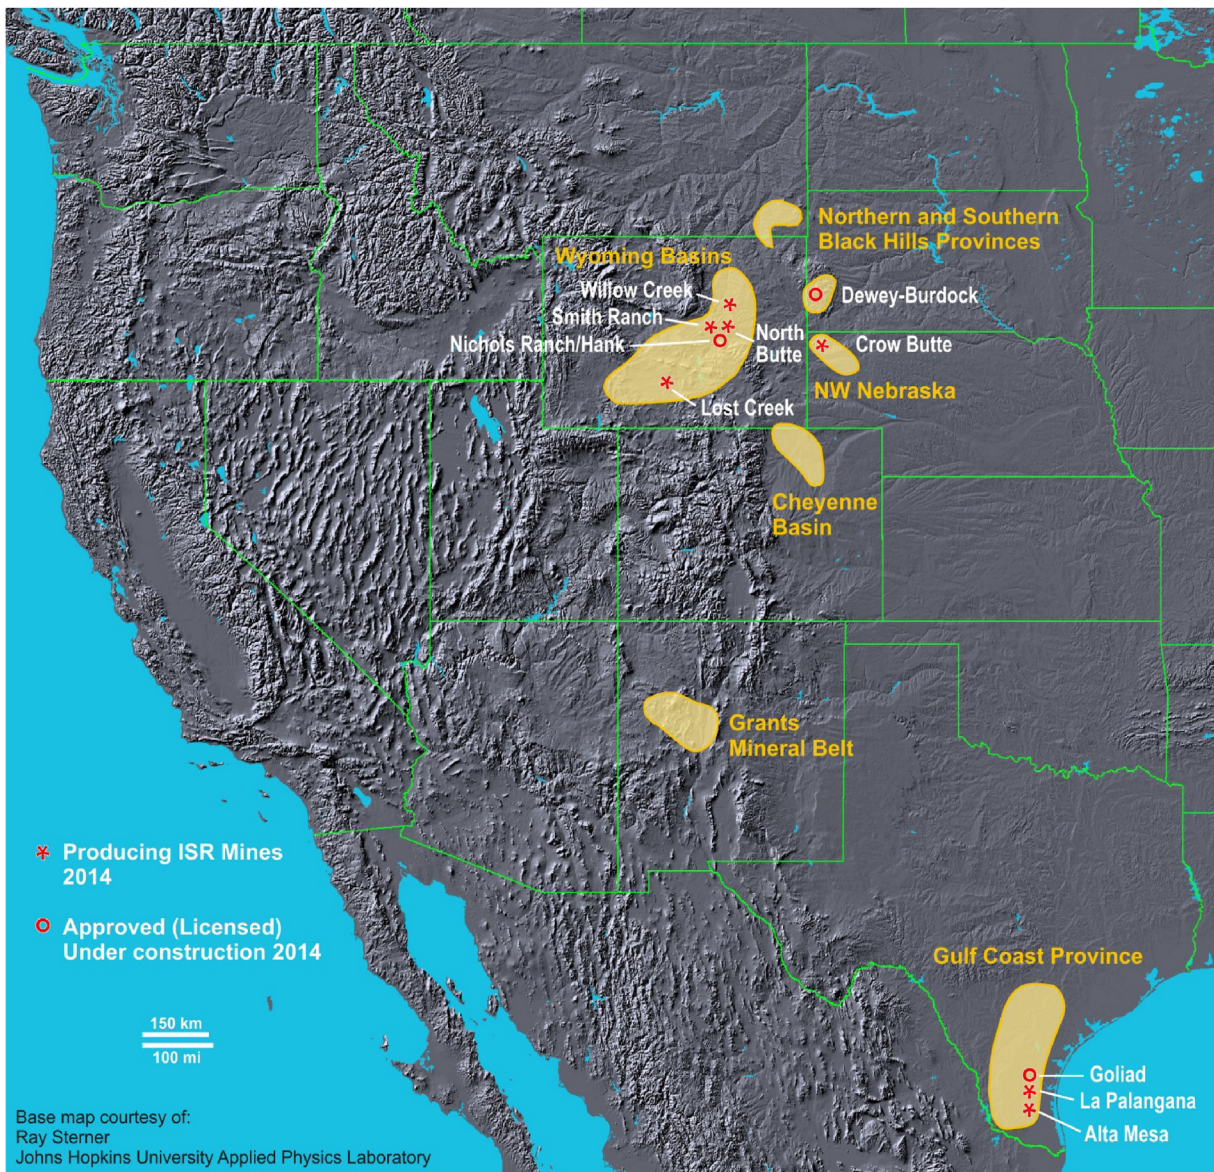 Northern and Southern
Black Hills Provinces
Wyoming Basins
Willow Creek
Dewey-Burdock
Smith Ranch
Nichols Ranch/Hank
North
Butte
Crow Butte
NW Nebraska
Lost Creek
Cheyenne
Basin
Grants
Mineral Belt
Producing ISR Mines
2014
Approved (Licensed)
Under construction 2014
Gulf Coast Province
150 km
100 mi
Goliad
La Palangana
Alta Mesa
Base map courtesy of:
Ray Sterner
Johns Hopkins University Applied Physics Laboratory